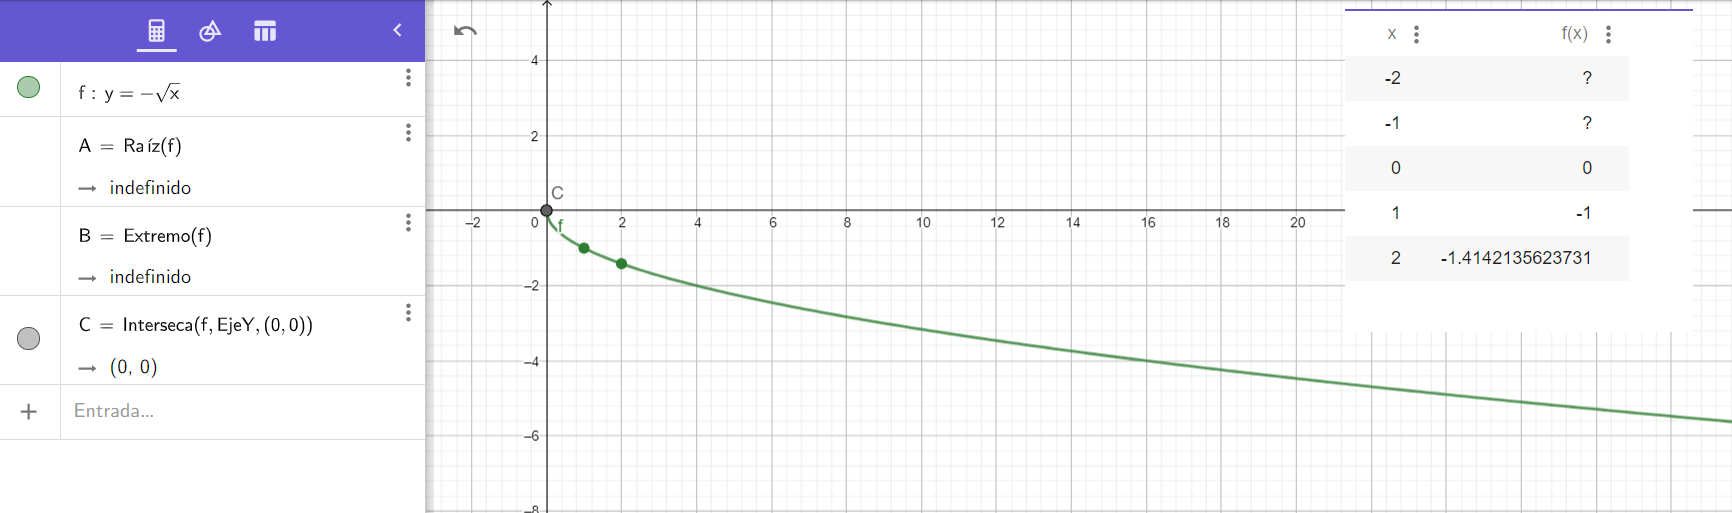 f : y = −√x
A = Raíz(f)
→ indefinido
B = Extremo(f)
→ indefinido
C = Interseca(f, EjeY, (0, 0))
→ (0, 0)
+ Entrada...
4
2
C
−2 0 2 4 6 8 10 12 14 16 18 20
f
−2
−4
−6
−8
x f(x)
-2 ?
-1 ?
0 0
1 -1
2 -1.4142135623731